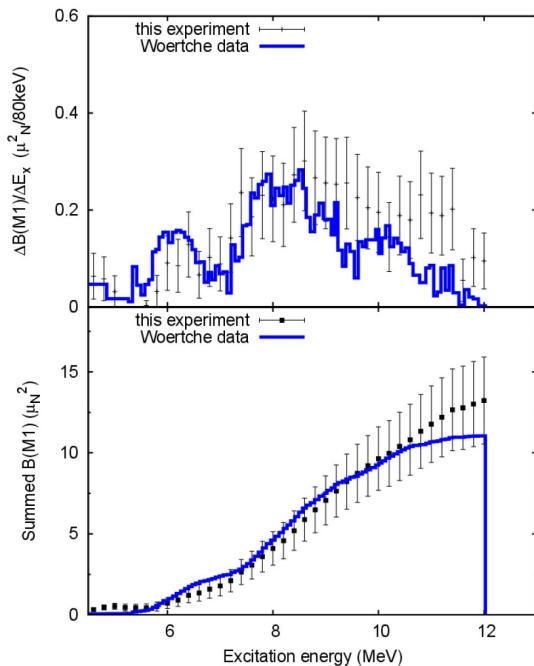 0.6
this experiment
Woertche data
0.4
0.2
0
ΔB(M1)/ΔEx (μ²N/80keV)
this experiment
Woertche data
15
10
5
0
Summed B(M1) (μN²)
6 8 10 12
Excitation energy (MeV)